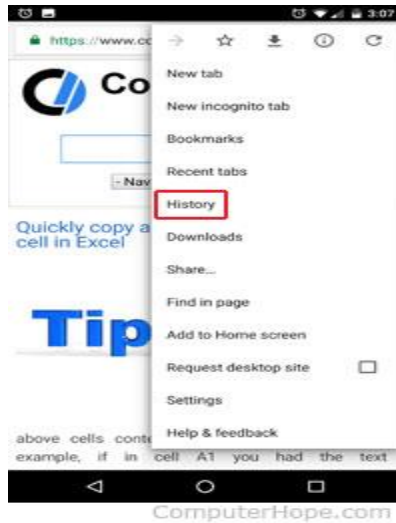 3:07
https://www.cc
Co
New tab
New incognito tab
Bookmarks
- Nav
Recent tabs
History
Quickly copy a
cell in Excel
Downloads
Share...
Find in page
Tip
Add to Home screen
Request desktop site
Settings
Help & feedback
above cells conte
example, if in cell A1 you had the text
ComputerHope.com